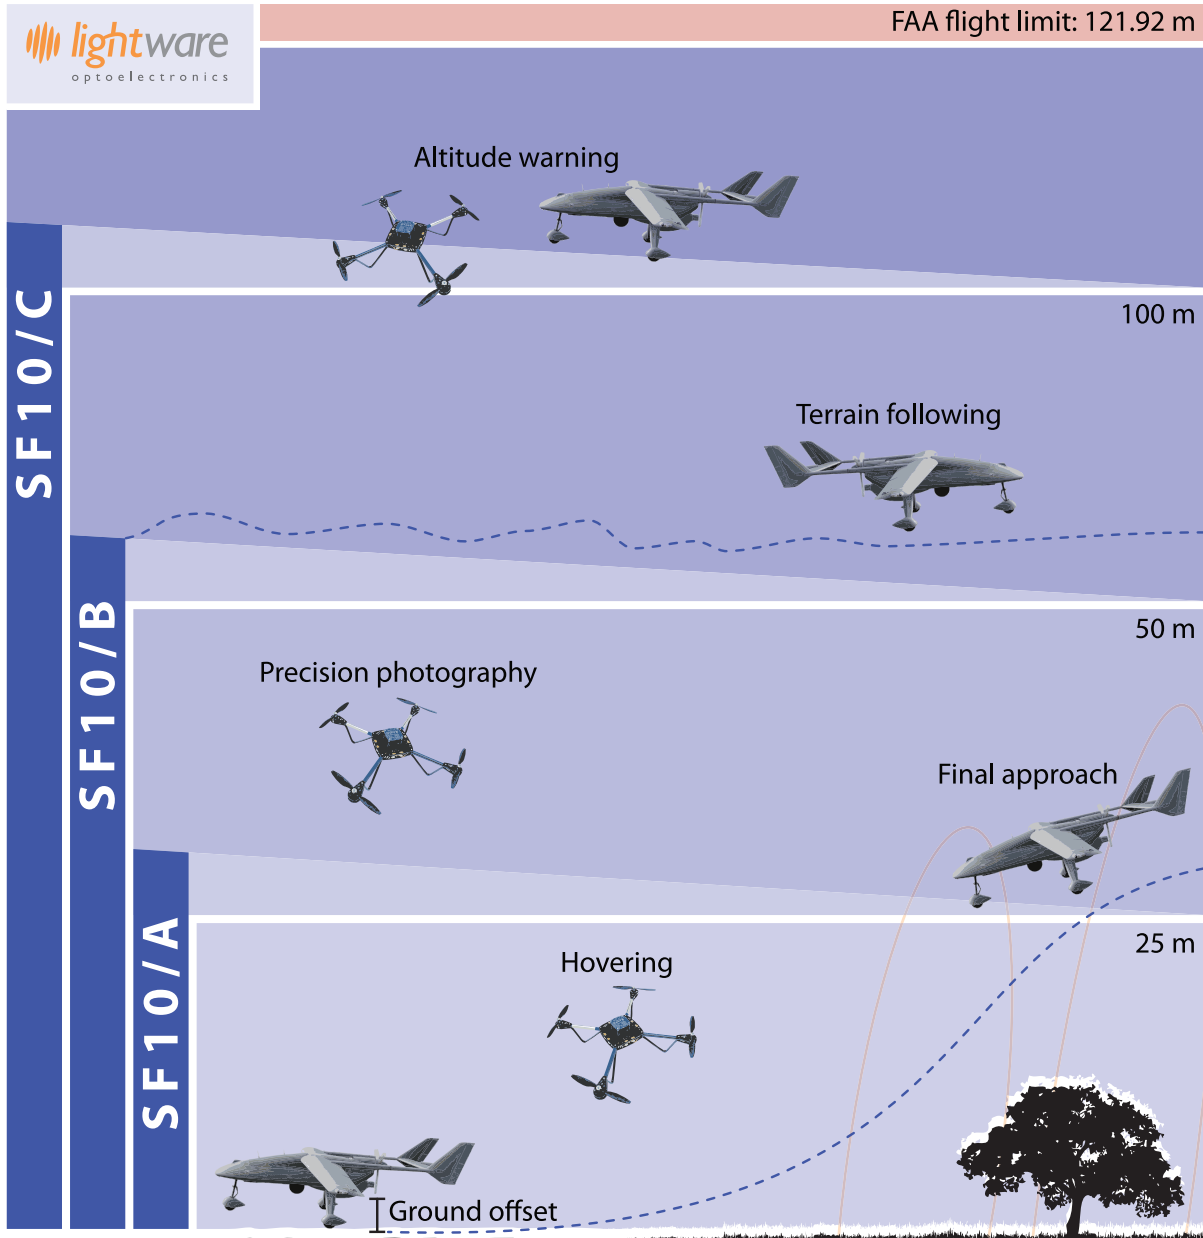 lightware
optoelectronics
FAA flight limit: 121.92 m
Altitude warning
SF10/C
100 m
Terrain following
SF10/B
50 m
Precision photography
Final approach
SF10/A
25 m
Hovering
Ground offset